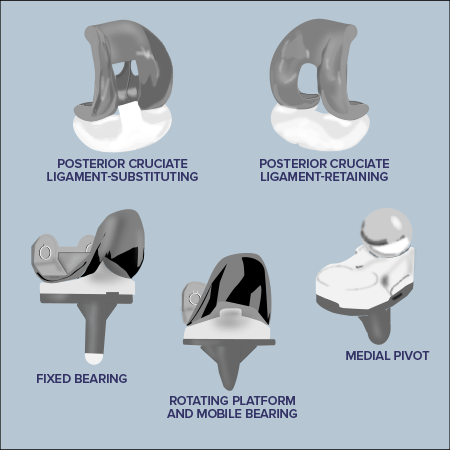 POSTERIOR CRUCIATE
LIGAMENT-SUBSTITUTING
POSTERIOR CRUCIATE
LIGAMENT-RETAINING
FIXED BEARING
ROTATING PLATFORM
AND MOBILE BEARING
MEDIAL PIVOT